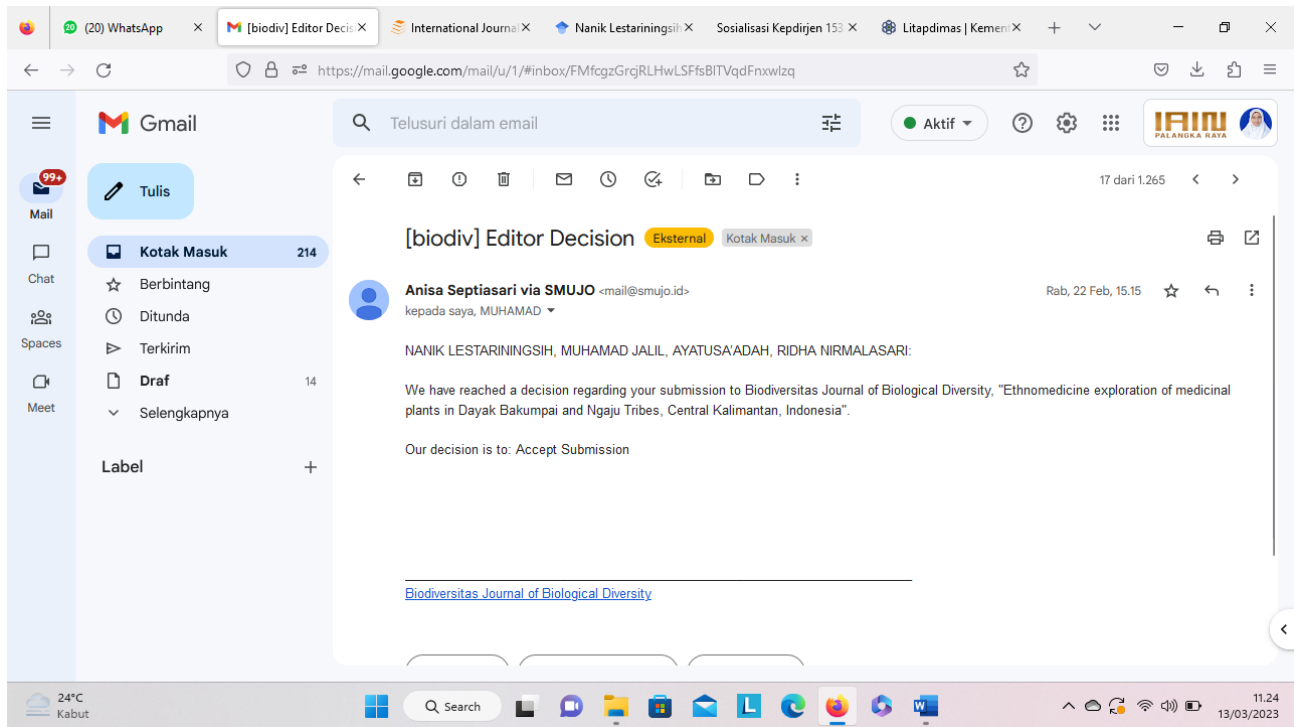 20 (20) WhatsApp
[biodiv] Editor Decis
International Journal
Nanik Lestariningsih
Sosialisasi Kepdirjen 153
Litapdimas | Kement
https://mail.google.com/mail/u/1/#inbox/FMfcgzGrcjRLHwLSFfsBlTVqdFnxwlzq
Gmail
Telusuri dalam email
Aktif
IAIN
PALANGKA RAYA
99+
Mail
Chat
Spaces
Meet
Tulis
Kotak Masuk 214
Berbintang
Ditunda
Terkirim
Draf 14
Selengkapnya
Label
17 dari 1.265
[biodiv] Editor Decision Eksternal Kotak Masuk ×
Anisa Septiasari via SMUJO <mail@smujo.id> Rab, 22 Feb, 15.15
kepada saya, MUHAMAD
NANIK LESTARININGSIH, MUHAMAD JALIL, AYATUSA'ADAH, RIDHA NIRMALASARI:
We have reached a decision regarding your submission to Biodiversitas Journal of Biological Diversity, "Ethnomedicine exploration of medicinal
plants in Dayak Bakumpai and Ngaju Tribes, Central Kalimantan, Indonesia".
Our decision is to: Accept Submission
Biodiversitas Journal of Biological Diversity
24°C
Kabut
Search
11.24
13/03/2023